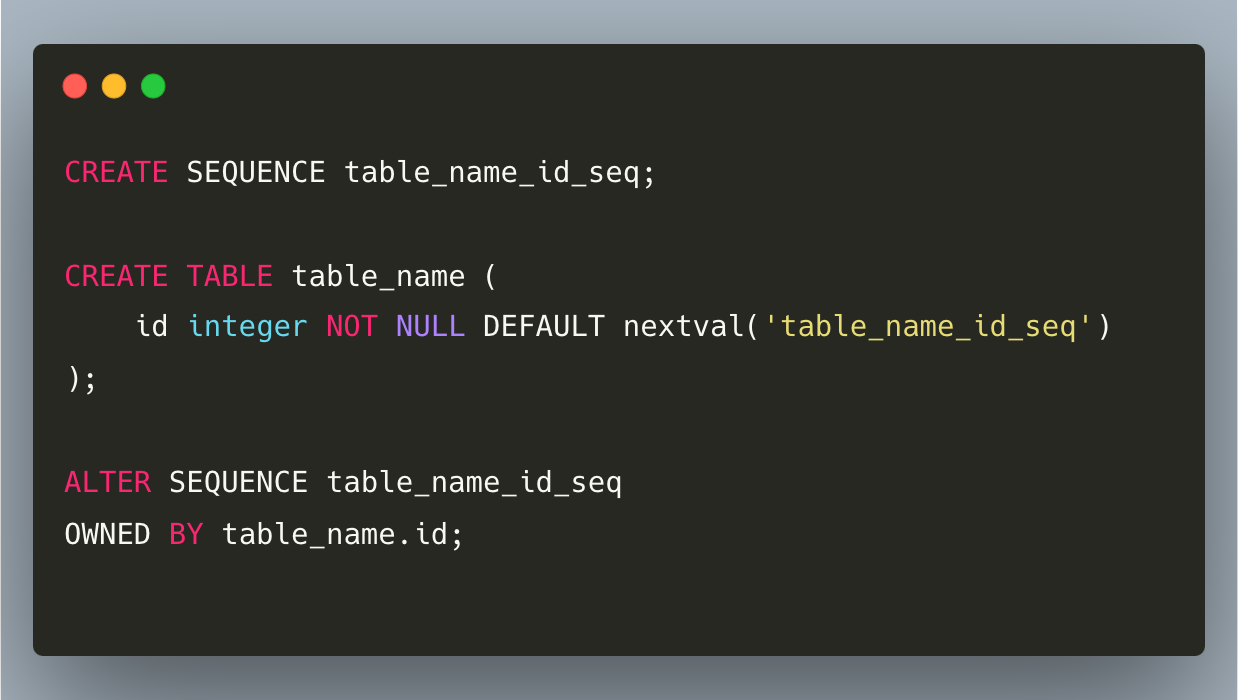 CREATE SEQUENCE table_name_id_seq;
CREATE TABLE table_name (
    id integer NOT NULL DEFAULT nextval('table_name_id_seq')
);
ALTER SEQUENCE table_name_id_seq
OWNED BY table_name.id;